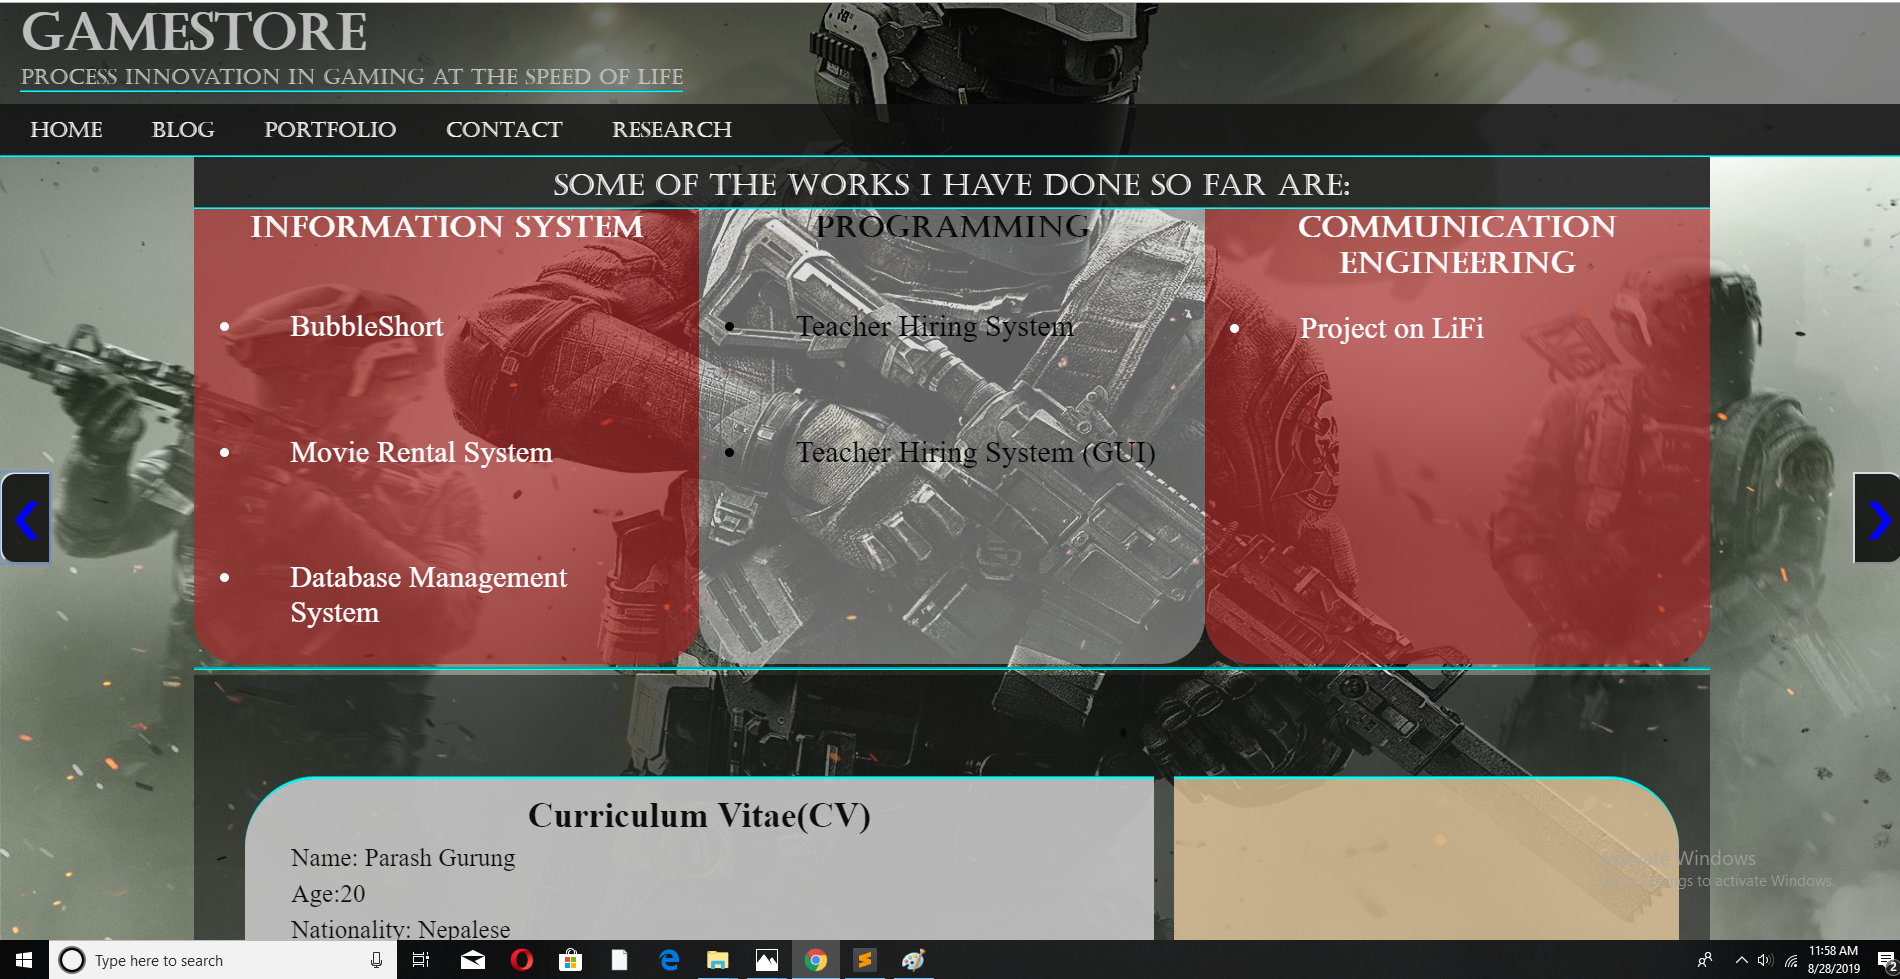 GAMESTORE
PROCESS INNOVATION IN GAMING AT THE SPEED OF LIFE
HOME BLOG PORTFOLIO CONTACT RESEARCH
SOME OF THE WORKS I HAVE DONE SO FAR ARE:
INFORMATION SYSTEM
• BubbleShort
• Movie Rental System
• Database Management
System
PROGRAMMING
• Teacher Hiring System
• Teacher Hiring System (GUI)
COMMUNICATION
ENGINEERING
• Project on LiFi
Curriculum Vitae(CV)
Name: Parash Gurung
Age:20
Nationality: Nepalese
Windows
to activate Windows.
Type here to search
11:58 AM
8/28/2019
2